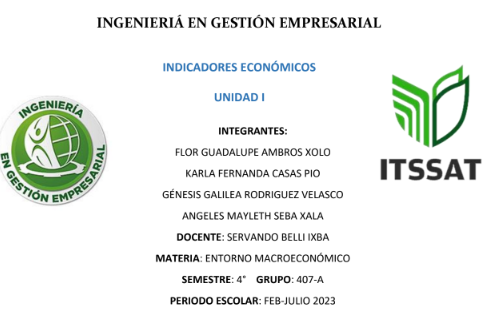 INGENIERIÁ EN GESTIÓN EMPRESARIAL
INDICADORES ECONÓMICOS
UNIDAD I
INTEGRANTES:
FLOR GUADALUPE AMBROS XOLO
KARLA FERNANDA CASAS PIO
GÉNESIS GALILEA RODRIGUEZ VELASCO
ANGELES MAYLETH SEBA XALA
DOCENTE: SERVANDO BELLI IXBA
MATERIA: ENTORNO MACROECONÓMICO
SEMESTRE: 4° GRUPO: 407-A
PERIODO ESCOLAR: FEB-JULIO 2023
INGENIERÍA
EN GESTIÓN EMPRESARIAL
ITSSAT